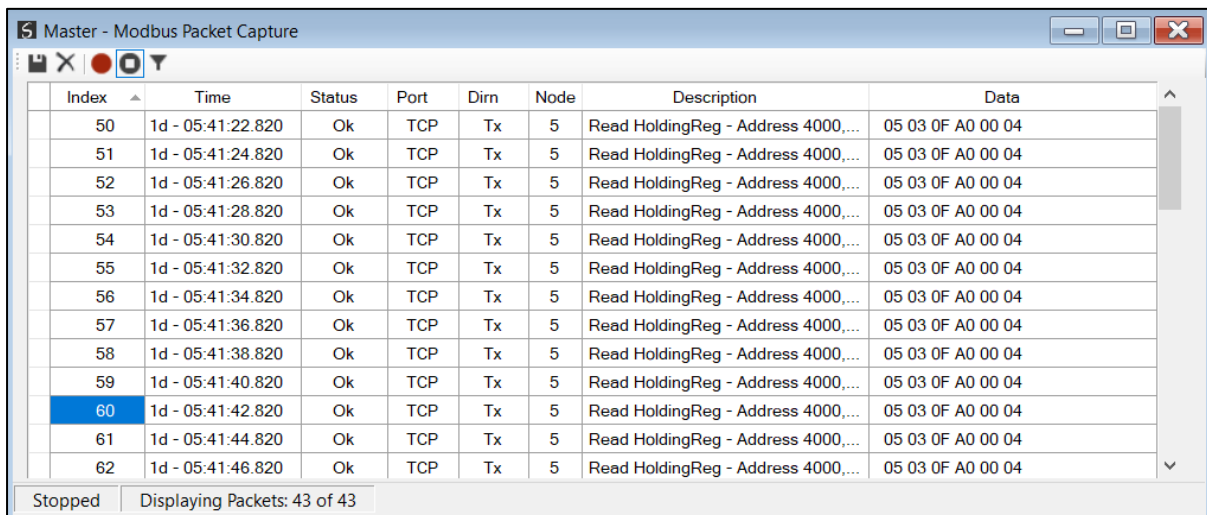 Master - Modbus Packet Capture
Index Time Status Port Dirn Node Description Data
50 1d - 05:41:22.820 Ok TCP Tx 5 Read HoldingReg - Address 4000,... 05 03 0F A0 00 04
51 1d - 05:41:24.820 Ok TCP Tx 5 Read HoldingReg - Address 4000,... 05 03 0F A0 00 04
52 1d - 05:41:26.820 Ok TCP Tx 5 Read HoldingReg - Address 4000,... 05 03 0F A0 00 04
53 1d - 05:41:28.820 Ok TCP Tx 5 Read HoldingReg - Address 4000,... 05 03 0F A0 00 04
54 1d - 05:41:30.820 Ok TCP Tx 5 Read HoldingReg - Address 4000,... 05 03 0F A0 00 04
55 1d - 05:41:32.820 Ok TCP Tx 5 Read HoldingReg - Address 4000,... 05 03 0F A0 00 04
56 1d - 05:41:34.820 Ok TCP Tx 5 Read HoldingReg - Address 4000,... 05 03 0F A0 00 04
57 1d - 05:41:36.820 Ok TCP Tx 5 Read HoldingReg - Address 4000,... 05 03 0F A0 00 04
58 1d - 05:41:38.820 Ok TCP Tx 5 Read HoldingReg - Address 4000,... 05 03 0F A0 00 04
59 1d - 05:41:40.820 Ok TCP Tx 5 Read HoldingReg - Address 4000,... 05 03 0F A0 00 04
60 1d - 05:41:42.820 Ok TCP Tx 5 Read HoldingReg - Address 4000,... 05 03 0F A0 00 04
61 1d - 05:41:44.820 Ok TCP Tx 5 Read HoldingReg - Address 4000,... 05 03 0F A0 00 04
62 1d - 05:41:46.820 Ok TCP Tx 5 Read HoldingReg - Address 4000,... 05 03 0F A0 00 04
Stopped Displaying Packets: 43 of 43